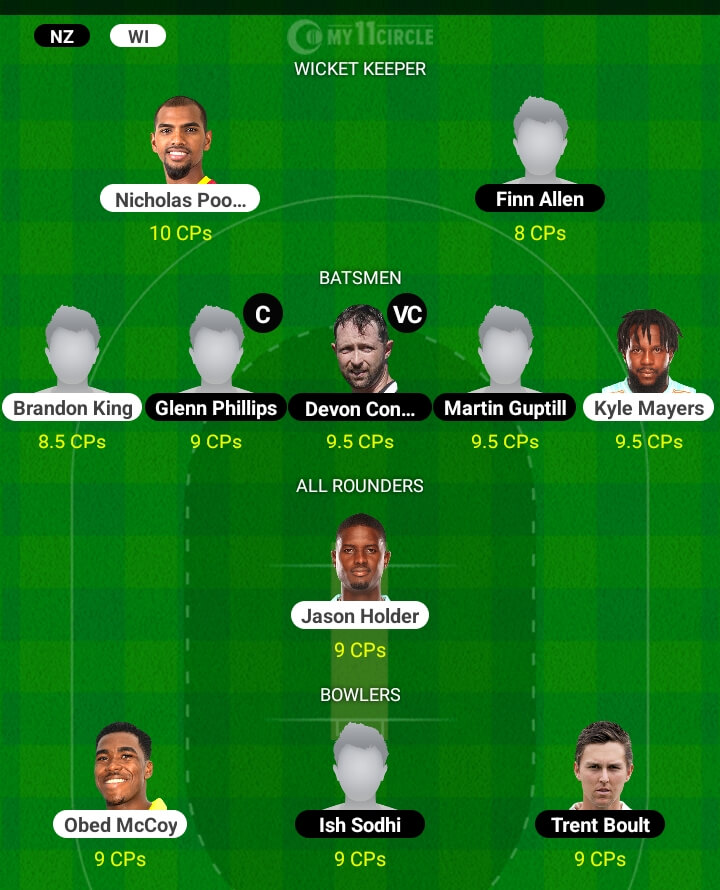 NZ
WI
MY11CIRCLE
WICKET KEEPER
Nicholas Poo...
Finn Allen
10 CPs
8 CPs
BATSMEN
C
VC
Brandon King
Glenn Phillips
Devon Con...
Martin Guptill
Kyle Mayers
8.5 CPs
9 CPs
9.5 CPs
9.5 CPs
9.5 CPs
ALL ROUNDERS
Jason Holder
9 CPs
BOWLERS
Obed McCoy
Ish Sodhi
Trent Boult
9 CPs
9 CPs
9 CPs